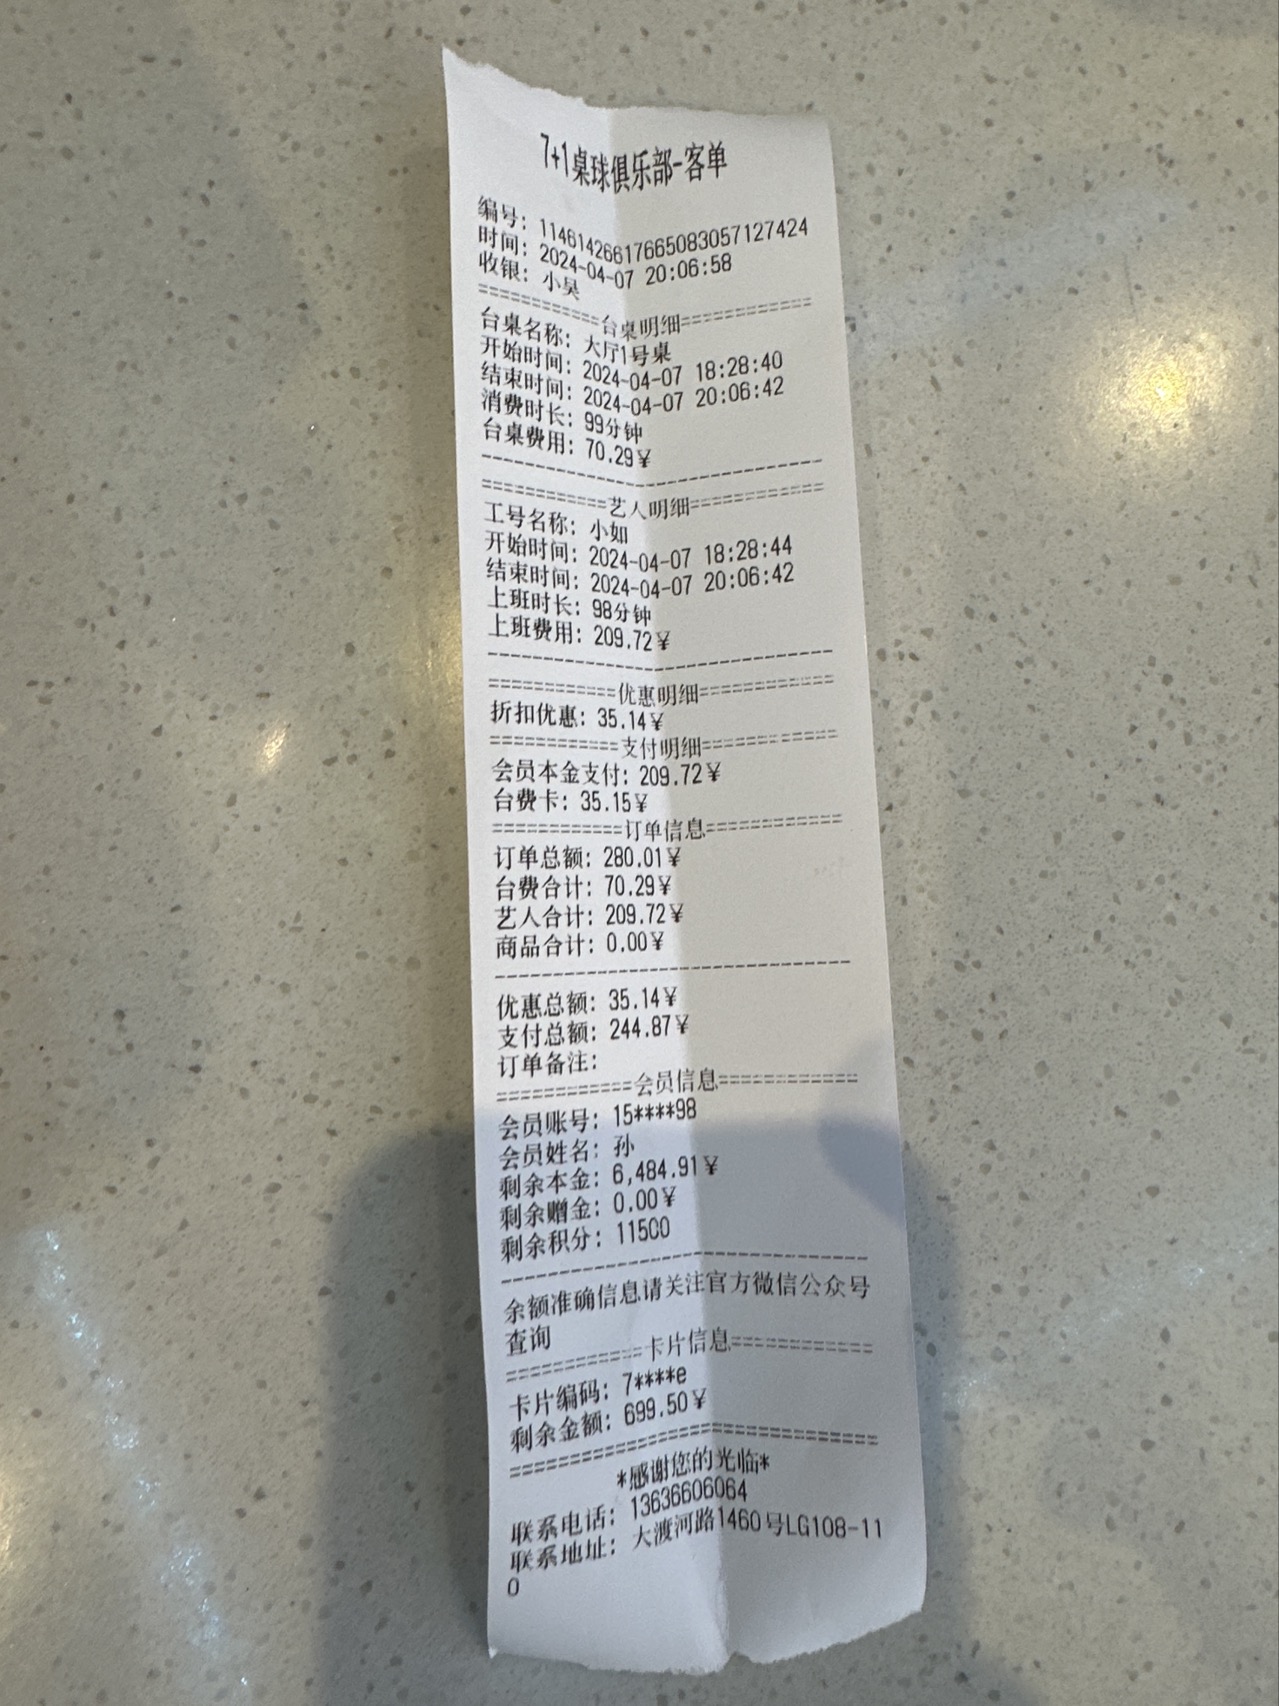 7+1桌球俱乐部-客单
编号: 1146142661766508305​7127424
时间: 2024-04-07 20:06:58
收银: 小吴
==========台桌明细==========
台桌名称: 大厅1号桌
开始时间: 2024-04-07 18:28:40
结束时间: 2024-04-07 20:06:42
消费时长: 99分钟
台桌费用: 70.29¥
--------------------------------
==========艺人明细==========
工号名称: 小如
开始时间: 2024-04-07 18:28:44
结束时间: 2024-04-07 20:06:42
上班时长: 98分钟
上班费用: 209.72¥
--------------------------------
==========优惠明细==========
折扣优惠: 35.14¥
==========支付明细==========
会员本金支付: 209.72¥
台费卡: 35.15¥
==========订单信息==========
订单总额: 280.01¥
台费合计: 70.29¥
艺人合计: 209.72¥
商品合计: 0.00¥
--------------------------------
优惠总额: 35.14¥
支付总额: 244.87¥
订单备注:
==========会员信息==========
会员账号: 15****98
会员姓名: 孙
剩余本金: 6,484.91¥
剩余赠金: 0.00¥
剩余积分: 11500
--------------------------------
余额准确信息请关注官方微信公众号
查询
==========卡片信息==========
卡片编码: 7****e
剩余金额: 699.50¥
================================
*感谢您的光临*
联系电话: 13636606064
联系地址: 大渡河路1460号LG108-11
0